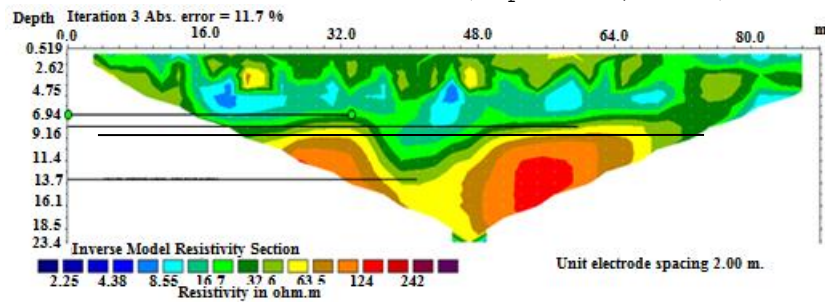 Depth Iteration 3 Abs. error = 11.7 %
0.0 16.0 32.0 48.0 64.0 80.0 m
0.519
2.62
4.75
6.94
9.16
11.4
13.7
16.1
18.5
23.4
Inverse Model Resistivity Section
2.25 4.38 8.55 16.7 32.6 63.5 124 242
Resistivity in ohm.m
Unit electrode spacing 2.00 m.